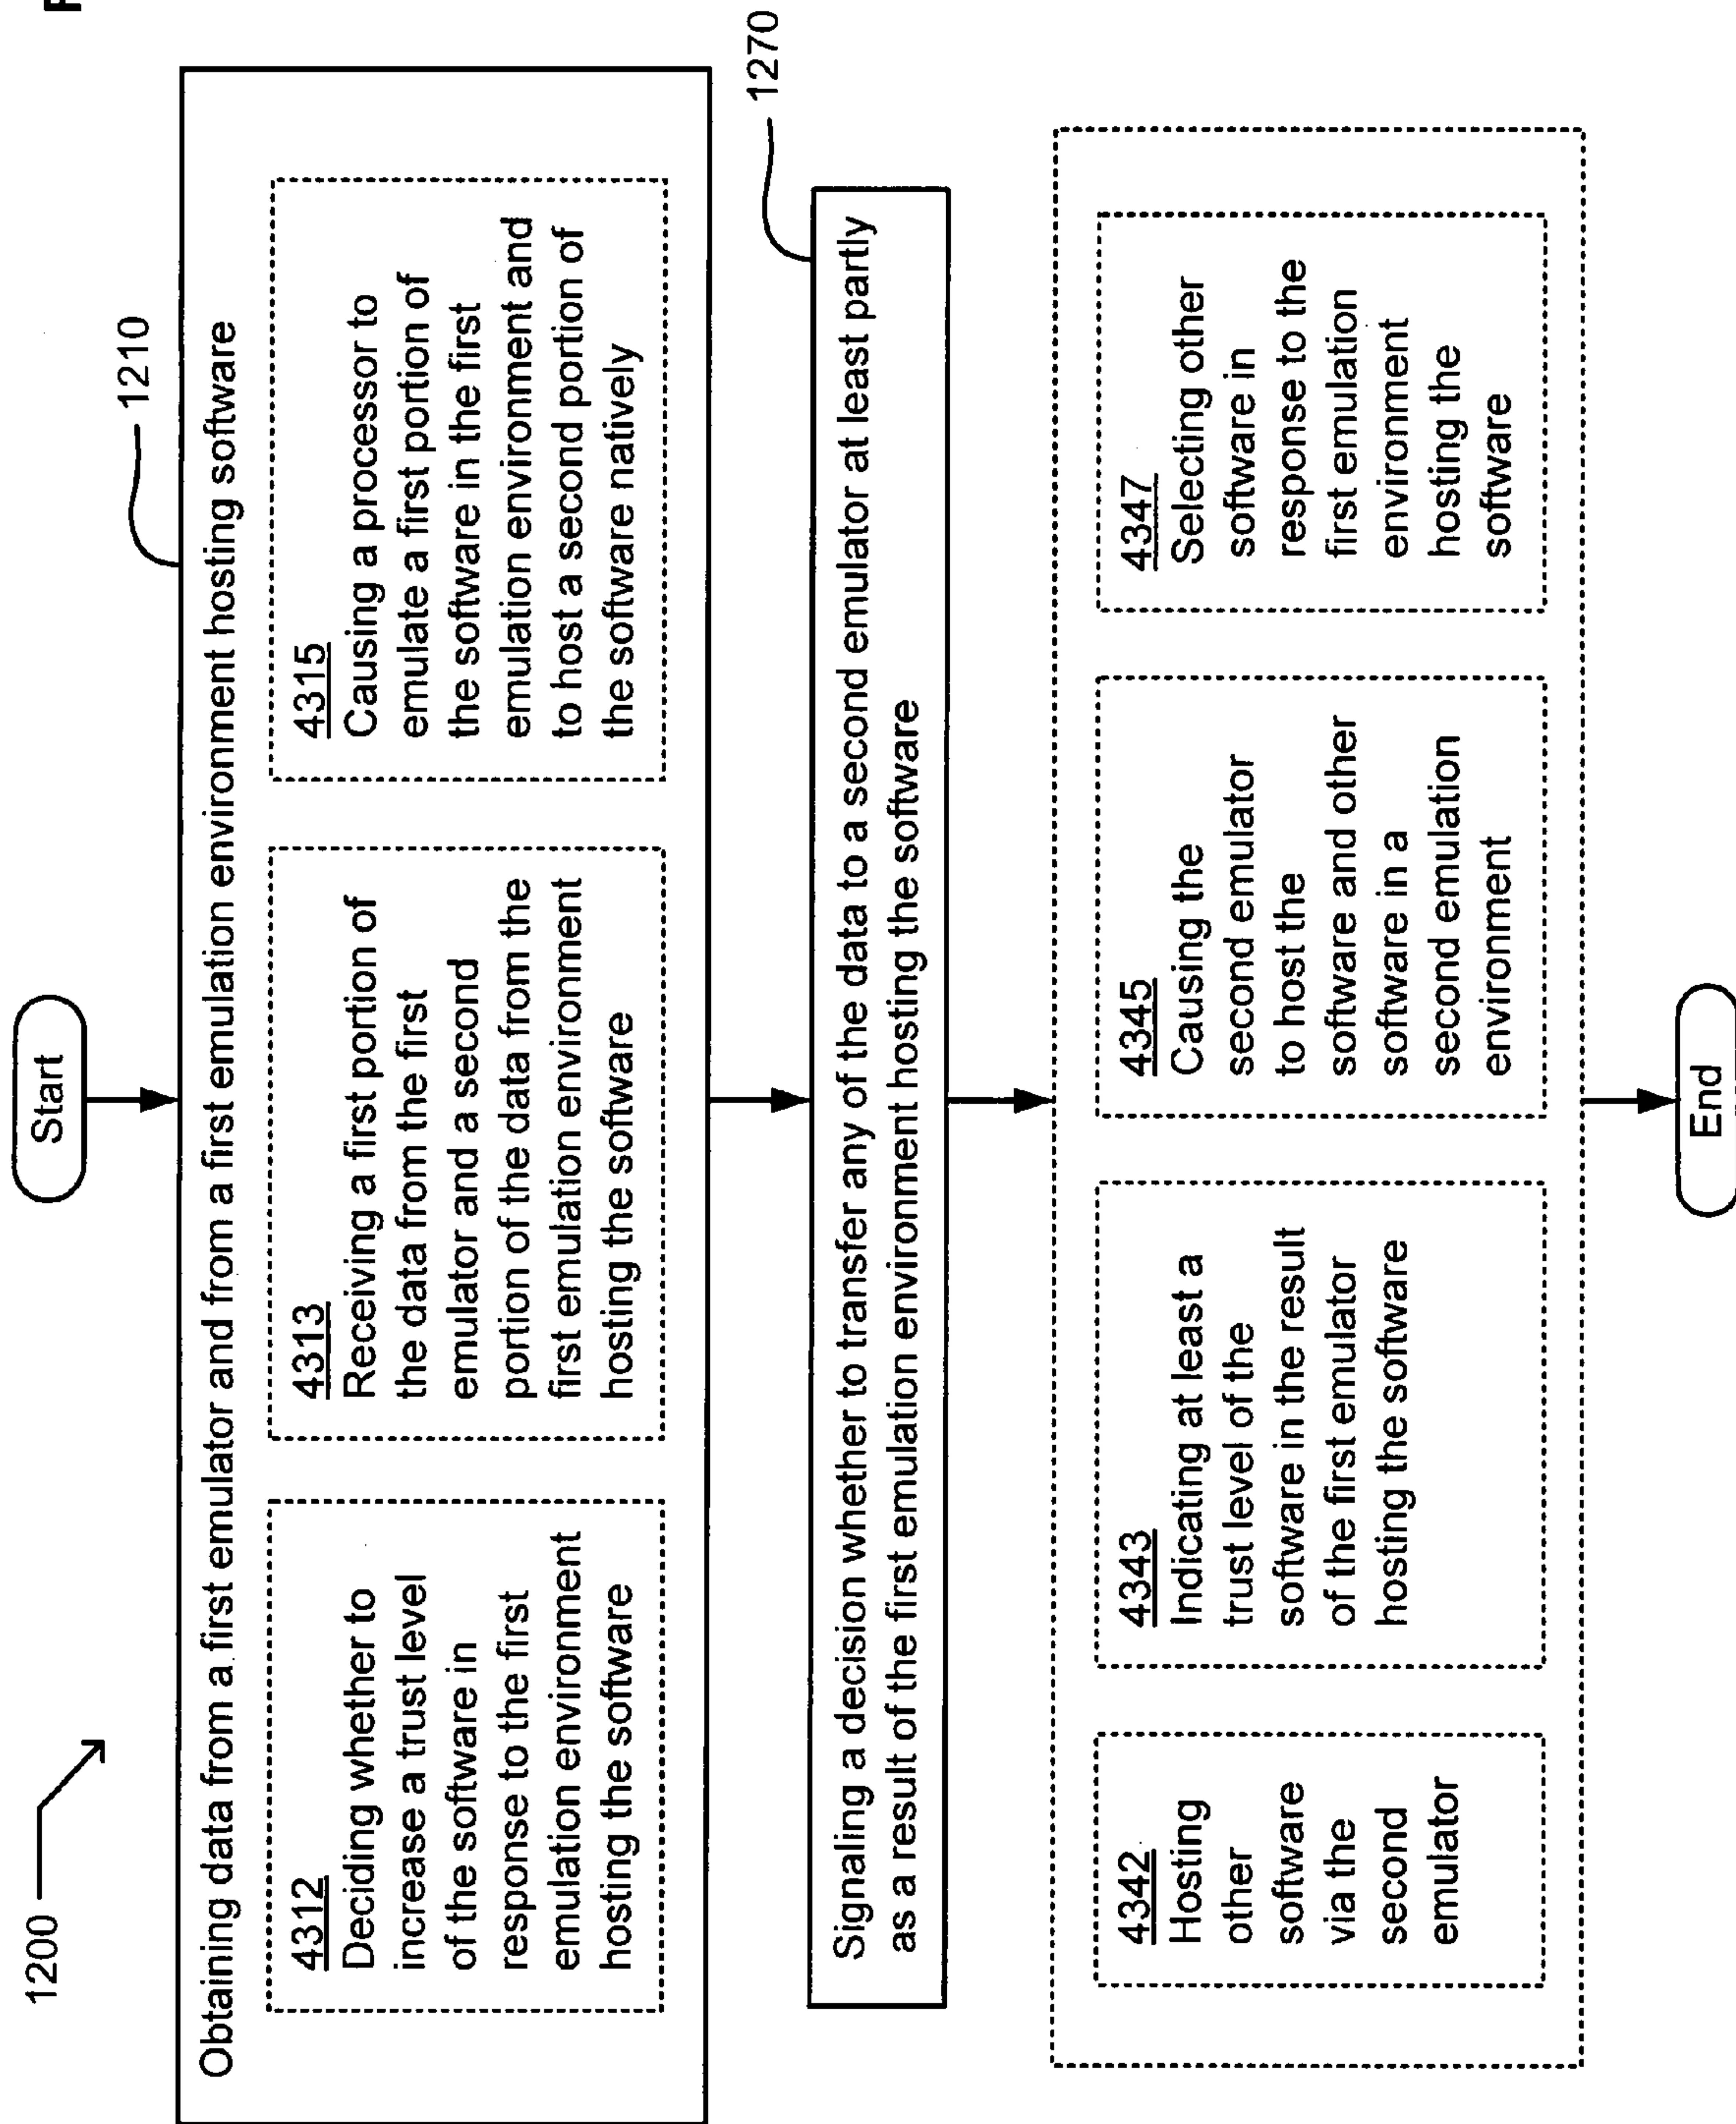 1200
Start
1210
Obtaining data from a first emulator and from a first emulation environment hosting software
4312
Deciding whether to
increase a trust level
of the software in
response to the first
emulation environment
hosting the software
4313
Receiving a first portion of
the data from the first
emulator and a second
portion of the data from the
first emulation environment
hosting the software
4315
Causing a processor to
emulate a first portion of
the software in the first
emulation environment and
to host a second portion of
the software natively
1270
Signaling a decision whether to transfer any of the data to a second emulator at least partly
as a result of the first emulation environment hosting the software
4342
Hosting
other
software
via the
second
emulator
4343
Indicating at least a
trust level of the
software in the result
of the first emulator
hosting the software
4345
Causing the
second emulator
to host the
software and other
software in a
second emulation
environment
4347
Selecting other
software in
response to the
first emulation
environment
hosting the
software
End